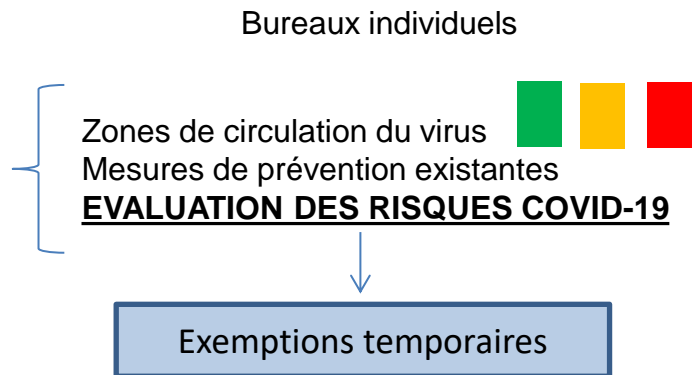 Bureaux individuels
Zones de circulation du virus
Mesures de prévention existantes
EVALUATION DES RISQUES COVID-19
Exemptions temporaires